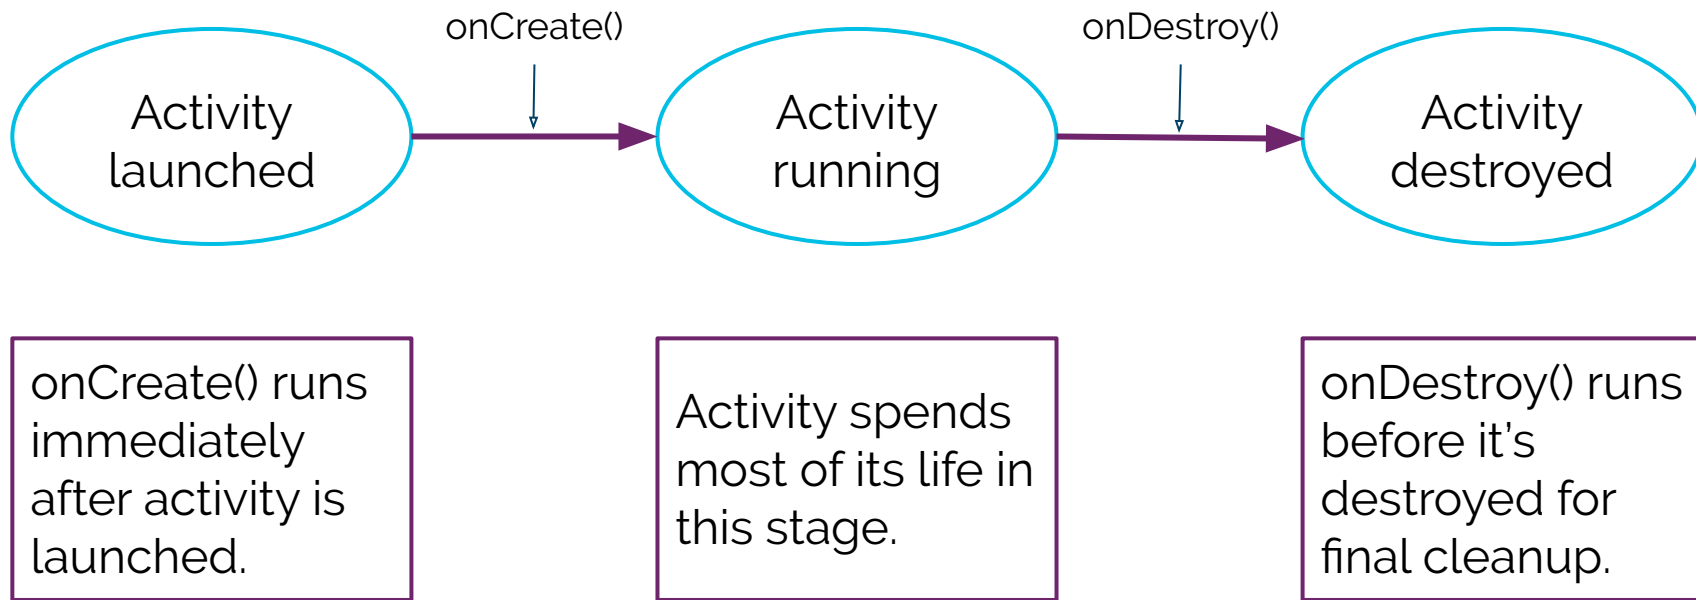 onCreate()
onDestroy()
Activity
launched
Activity
running
Activity
destroyed
onCreate() runs
immediately
after activity is
launched.
Activity spends
most of its life in
this stage.
onDestroy() runs
before it’s
destroyed for
final cleanup.